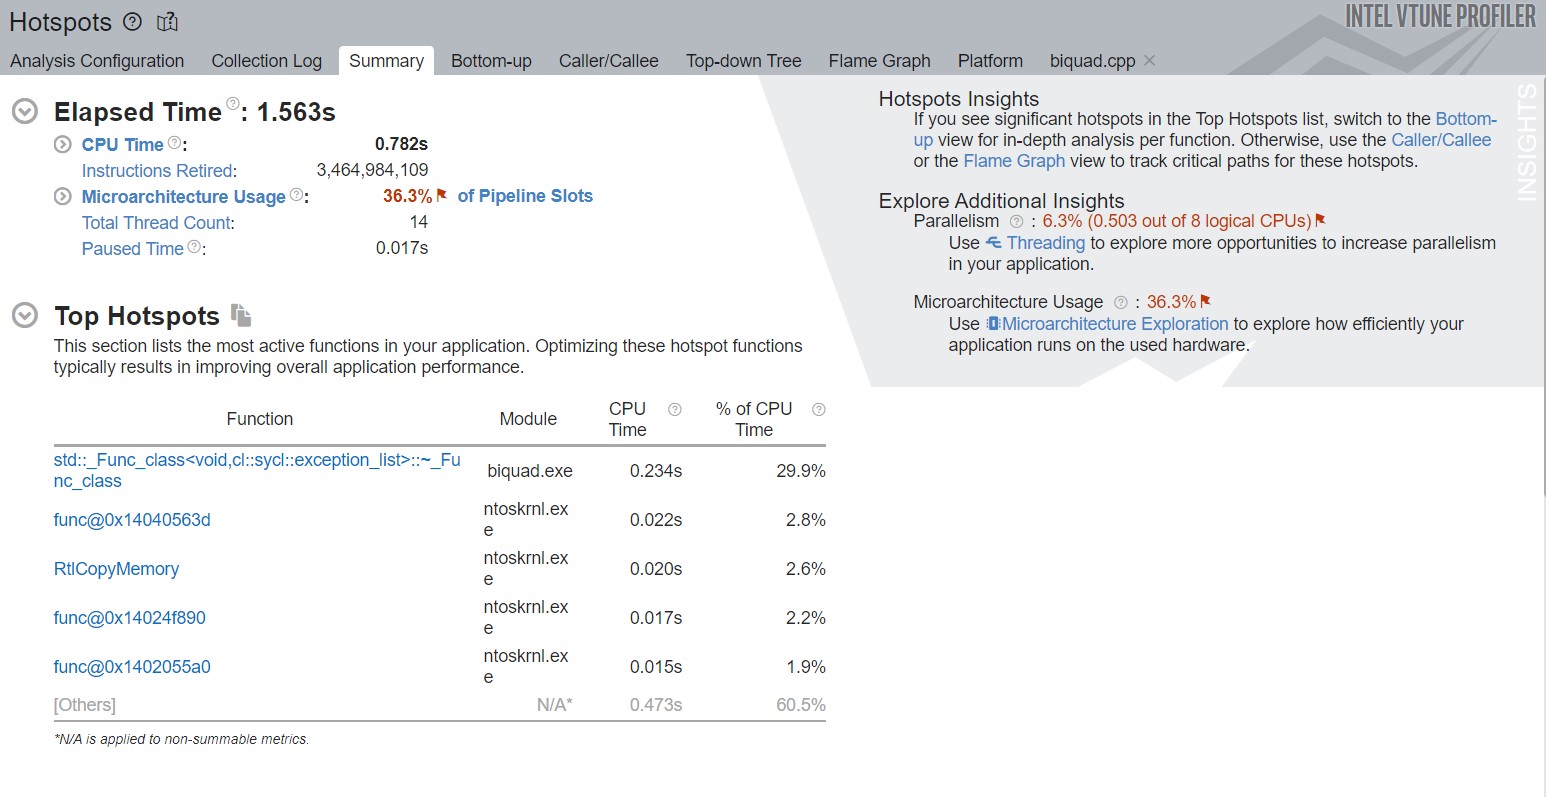 Hotspots
INTEL VTUNE PROFILER
Analysis Configuration Collection Log Summary Bottom-up Caller/Callee Top-down Tree Flame Graph Platform biquad.cpp
Elapsed Time : 1.563s
CPU Time : 0.782s
Instructions Retired: 3,464,984,109
Microarchitecture Usage : 36.3% of Pipeline Slots
Total Thread Count: 14
Paused Time : 0.017s
Top Hotspots
This section lists the most active functions in your application. Optimizing these hotspot functions
typically results in improving overall application performance.
Function Module CPU Time % of CPU Time
std::_Func_class<void,cl::sycl::exception_list>::~_Fu
nc_class biquad.exe 0.234s 29.9%
func@0x14040563d ntoskrnl.ex
e 0.022s 2.8%
RtlCopyMemory ntoskrnl.ex
e 0.020s 2.6%
func@0x14024f890 ntoskrnl.ex
e 0.017s 2.2%
func@0x1402055a0 ntoskrnl.ex
e 0.015s 1.9%
[Others] N/A* 0.473s 60.5%
*N/A is applied to non-summable metrics.
Hotspots Insights
If you see significant hotspots in the Top Hotspots list, switch to the Bottom-
up view for in-depth analysis per function. Otherwise, use the Caller/Callee
or the Flame Graph view to track critical paths for these hotspots.
Explore Additional Insights
Parallelism : 6.3% (0.503 out of 8 logical CPUs)
Use Threading to explore more opportunities to increase parallelism
in your application.
Microarchitecture Usage : 36.3%
Use Microarchitecture Exploration to explore how efficiently your
application runs on the used hardware.
INSIGHTS